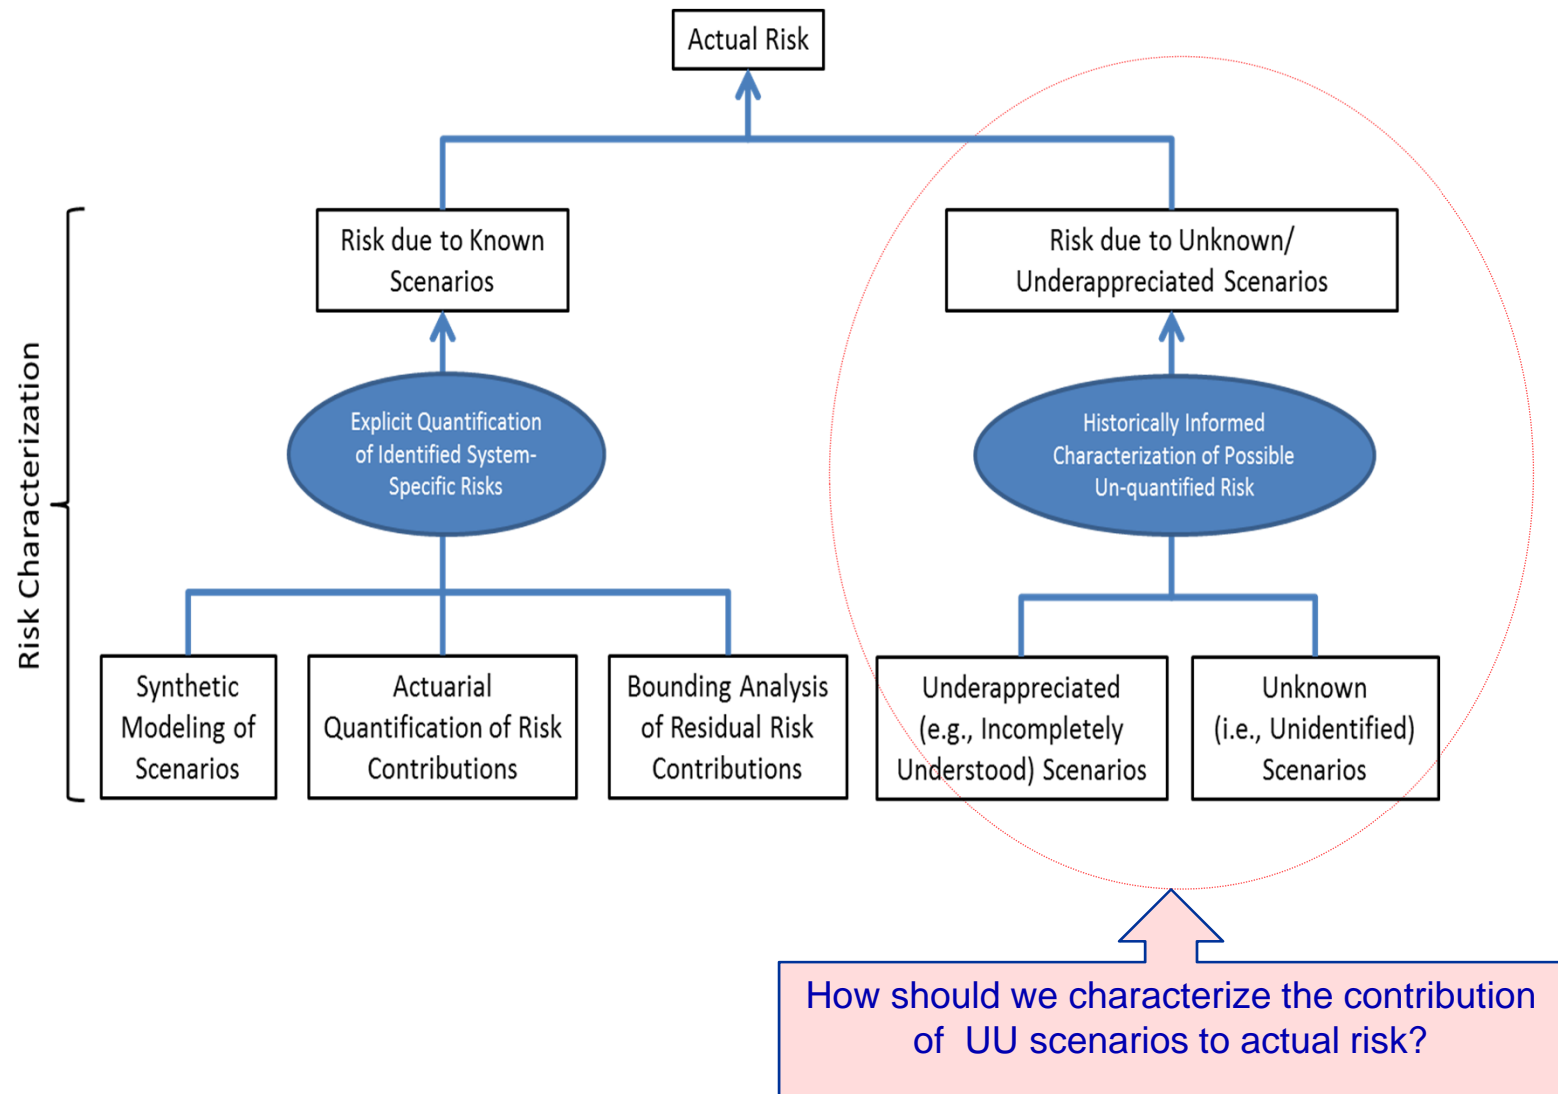 Actual Risk
Risk Characterization
Risk due to Known
Scenarios
Risk due to Unknown/
Underappreciated Scenarios
Explicit Quantification
of Identified System-
Specific Risks
Historically Informed
Characterization of Possible
Un-quantified Risk
Synthetic
Modeling of
Scenarios
Actuarial
Quantification of Risk
Contributions
Bounding Analysis
of Residual Risk
Contributions
Underappreciated
(e.g., Incompletely
Understood) Scenarios
Unknown
(i.e., Unidentified)
Scenarios
How should we characterize the contribution
of UU scenarios to actual risk?